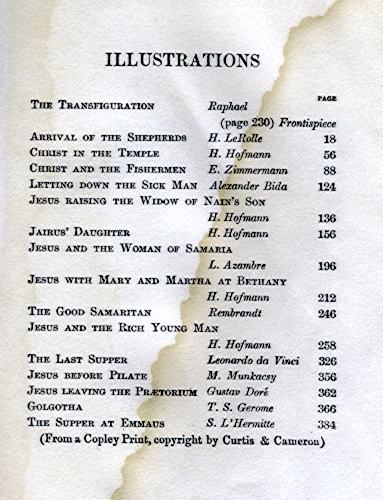 ILLUSTRATIONS
PAGE
THE TRANSFIGURATION Raphael
(page 230) Frontispiece
ARRIVAL OF THE SHEPHERDS H. LeRolle 18
CHRIST IN THE TEMPLE H. Hofmann 56
CHRIST AND THE FISHERMEN E. Zimmermann 88
LETTING DOWN THE SICK MAN Alexander Bida 124
JESUS RAISING THE WIDOW OF NAIN'S SON
H. Hofmann 136
JAIRUS' DAUGHTER H. Hofmann 156
JESUS AND THE WOMAN OF SAMARIA
L. Azambre 196
JESUS WITH MARY AND MARTHA AT BETHANY
H. Hofmann 212
THE GOOD SAMARITAN Rembrandt 246
JESUS AND THE RICH YOUNG MAN
H. Hofmann 258
THE LAST SUPPER Leonardo da Vinci 326
JESUS BEFORE PILATE M. Munkacsy 356
JESUS LEAVING THE PRÆTORIUM Gustav Doré 362
GOLGOTHA T. S. Gerome 366
THE SUPPER AT EMMAUS S. L'Hermitte 384
(From a Copley Print, copyright by Curtis & Cameron)